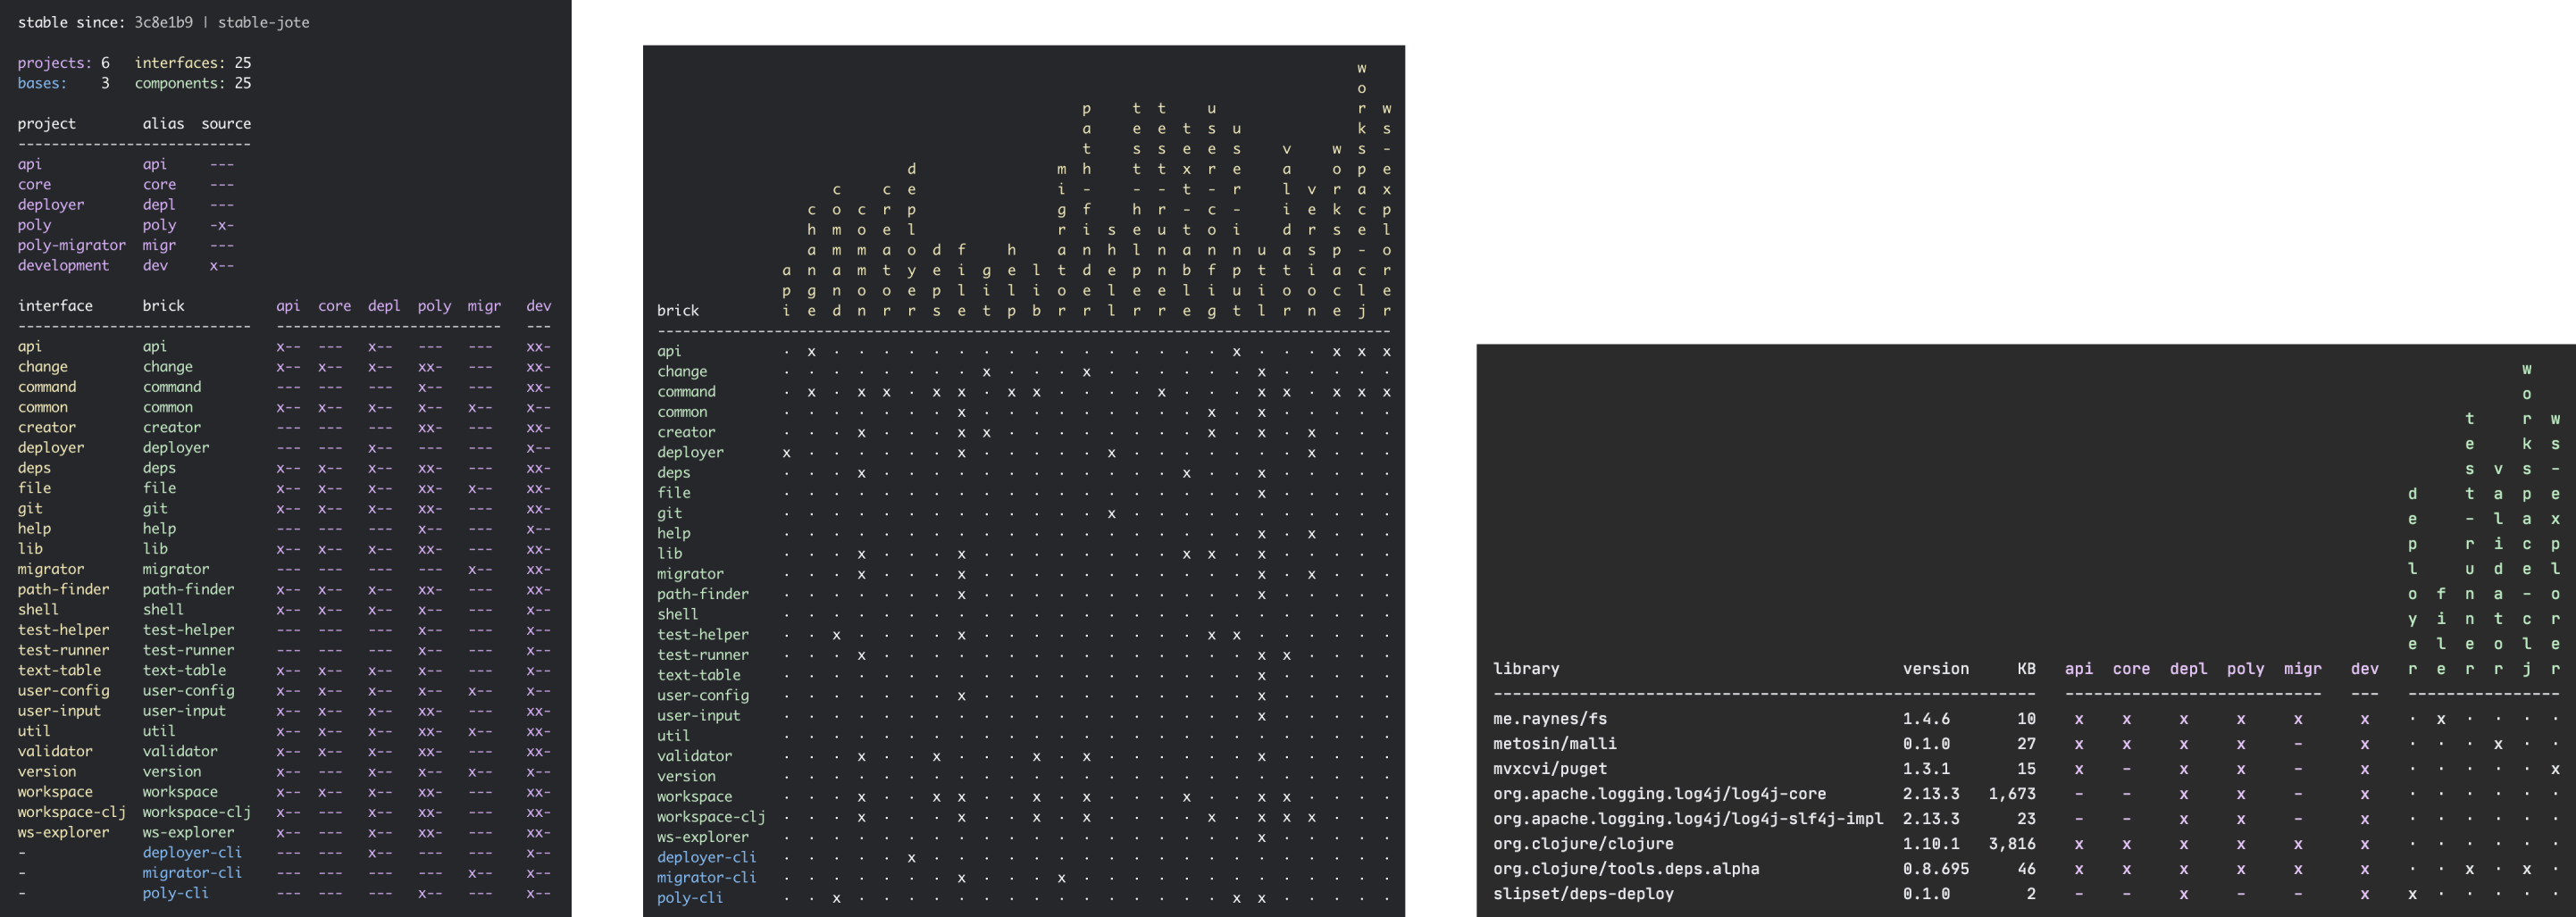 stable since: 3c8e1b9 | stable-jote
projects: 6 interfaces: 25
bases: 3 components: 25
project alias source
----------------------------
api api ---
core core ---
deployer depl ---
poly poly -x-
poly-migrator migr ---
development dev x--
interface brick api core depl poly migr dev
---------------------------- --------------------------- ---
api api x-- --- x-- --- --- xx-
change change x-- x-- x-- xx- --- xx-
command command --- --- --- x-- --- xx-
common common x-- x-- x-- x-- x-- x--
creator creator --- --- --- xx- --- xx-
deployer deployer --- --- x-- --- --- x--
deps deps x-- x-- x-- xx- --- xx-
file file x-- x-- x-- xx- x-- xx-
git git x-- x-- x-- xx- --- xx-
help help --- --- --- x-- --- x--
lib lib x-- x-- x-- xx- --- xx-
migrator migrator --- --- --- --- x-- xx-
path-finder path-finder x-- x-- x-- xx- --- xx-
shell shell x-- x-- x-- x-- --- x--
test-helper test-helper --- --- --- x-- --- x--
test-runner test-runner --- --- --- x-- --- x--
text-table text-table x-- x-- x-- x-- --- x--
user-config user-config x-- x-- x-- x-- x-- x--
user-input user-input x-- x-- x-- xx- --- xx-
util util x-- x-- x-- xx- x-- xx-
validator validator x-- x-- x-- xx- --- xx-
version version x-- --- x-- x-- x-- x--
workspace workspace x-- x-- x-- xx- --- xx-
workspace-clj workspace-clj x-- --- x-- xx- --- xx-
ws-explorer ws-explorer x-- --- x-- xx- --- xx-
- deployer-cli --- --- x-- --- --- x--
- migrator-cli --- --- --- --- x-- x--
- poly-cli --- --- --- x-- --- x--
brick api change command common creator deployer deps file git help lib migrator path-finder shell test-helper test-runner text-table user-config user-input util validator version workspace workspace-clj ws-explorer
----------------------------------------------------------------------------------------
api · x · · · · · · · · · · · · · · · · x · · · x x x
change · · · · · · · · x · · · x · · · · · · x · · · · ·
command · x · x x · x x · x x · · · · x · · · x x · x x x
common · · · · · · · x · · · · · · · · · x · x · · · · ·
creator · · · x · · · x x · · · · · · · · x · x · x · · ·
deployer x · · · · · · x · · · · · x · · · · · · · x · · ·
deps · · · x · · · · · · · · · · · · x · · x · · · · ·
file · · · · · · · · · · · · · · · · · · · x · · · · ·
git · · · · · · · · · · · · · x · · · · · · · · · · ·
help · · · · · · · · · · · · · · · · · · · x · x · · ·
lib · · · x · · · x · · · · · · · · x x · x · · · · ·
migrator · · · x · · · x · · · · · · · · · · · x · x · · ·
path-finder · · · · · · · x · · · · · · · · · · · x · · · · ·
shell · · · · · · · · · · · · · · · · · · · · · · · · ·
test-helper · · x · · · · x · · · · · · · · · x x · · · · · ·
test-runner · · · x · · · · · · · · · · · · · · · x x · · · ·
text-table · · · · · · · · · · · · · · · · · · · x · · · · ·
user-config · · · · · · · x · · · · · · · · · · · x · · · · ·
user-input · · · · · · · · · · · · · · · · · · · x · · · · ·
util · · · · · · · · · · · · · · · · · · · · · · · · ·
validator · · · x · · x · · · x · x · · · · · · x · · · · ·
version · · · · · · · · · · · · · · · · · · · · · · · · ·
workspace · · · x · · x x · · x · x · · · x · · x x · · · ·
workspace-clj · · · x · · · x · · x · x · · · · x · x x x · · ·
ws-explorer · · · · · · · · · · · · · · · · · · · x · · · · ·
deployer-cli · · · · · x · · · · · · · · · · · · · · · · · · ·
migrator-cli · · · · · · · x · · · x · · · · · · · · · · · · ·
poly-cli · · x · · · · · · · · · · · · · · · x x · · · · ·
library version KB api core depl poly migr dev deployer file test-runner validator workspace-clj ws-explorer
--------------------------------------------------------- --------------------------- --- ----------------
me.raynes/fs 1.4.6 10 x x x x x x · x · · · ·
metosin/malli 0.1.0 27 x x x x - x · · · x · ·
mvxcvi/puget 1.3.1 15 x - x x - x · · · · · x
org.apache.logging.log4j/log4j-core 2.13.3 1,673 - - x x - x · · · · · ·
org.apache.logging.log4j/log4j-slf4j-impl 2.13.3 23 - - x x - x · · · · · ·
org.clojure/clojure 1.10.1 3,816 x x x x x x · · · · · ·
org.clojure/tools.deps.alpha 0.8.695 46 x x x x x x · · x · x ·
slipset/deps-deploy 0.1.0 2 - - x - - x x · · · · ·